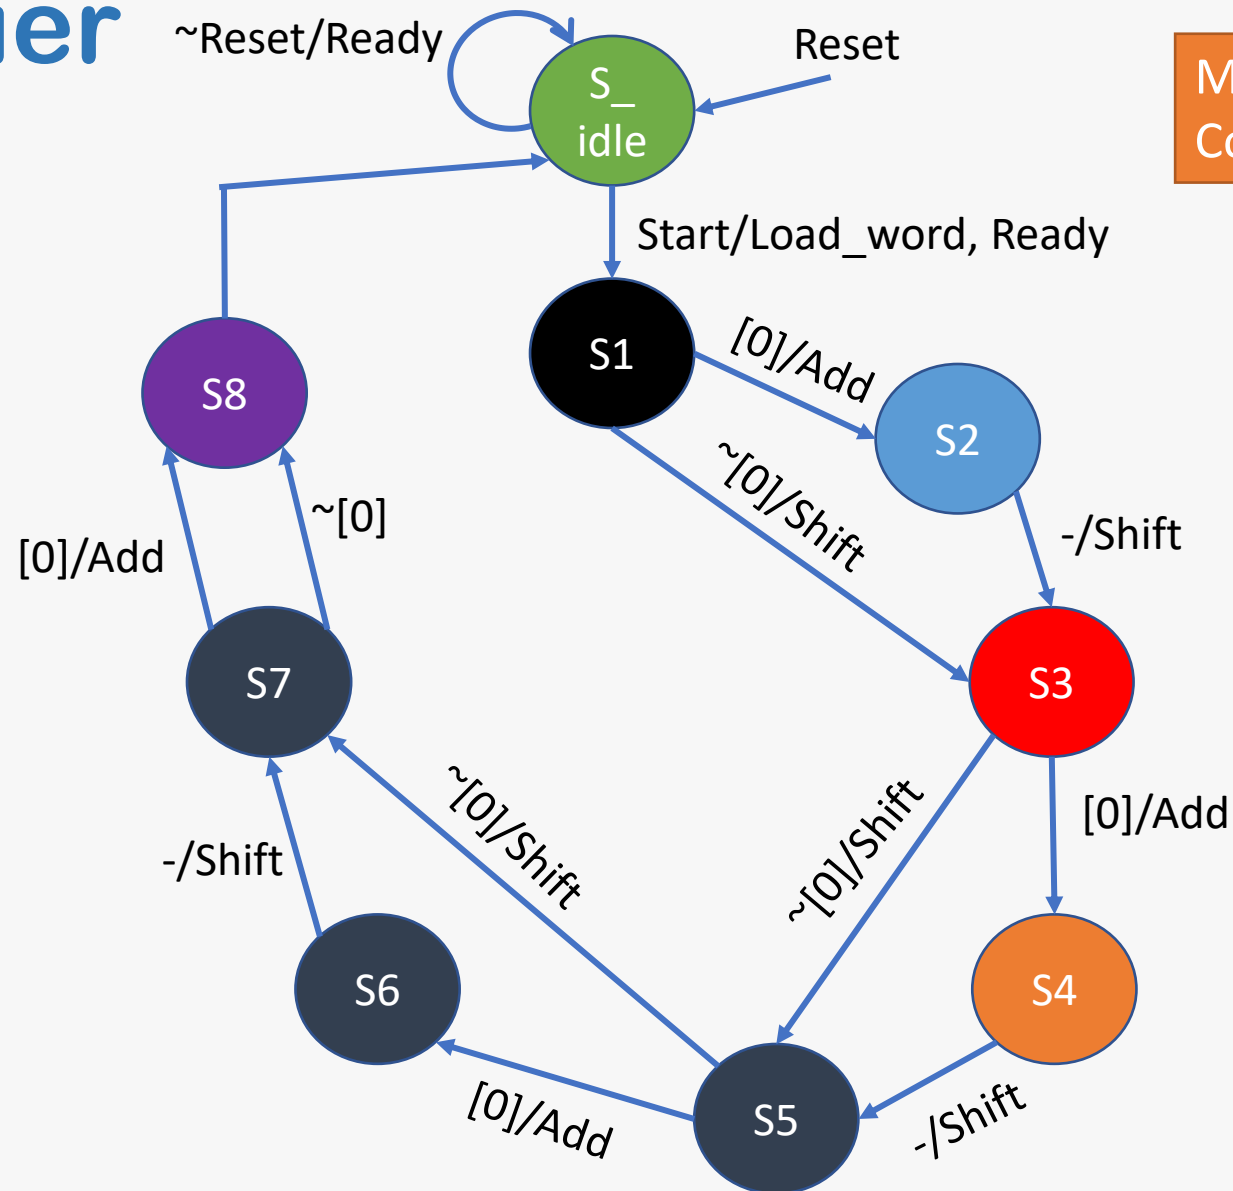 ~Reset/Ready
Reset
S_
idle
Start/Load_word, Ready
S1
[0]/Add
S2
~[0]/Shift
-/Shift
S8
~[0]
[0]/Add
S7
S3
~[0]/Shift
~[0]/Shift
[0]/Add
-/Shift
S6
S4
[0]/Add
S5
-/Shift